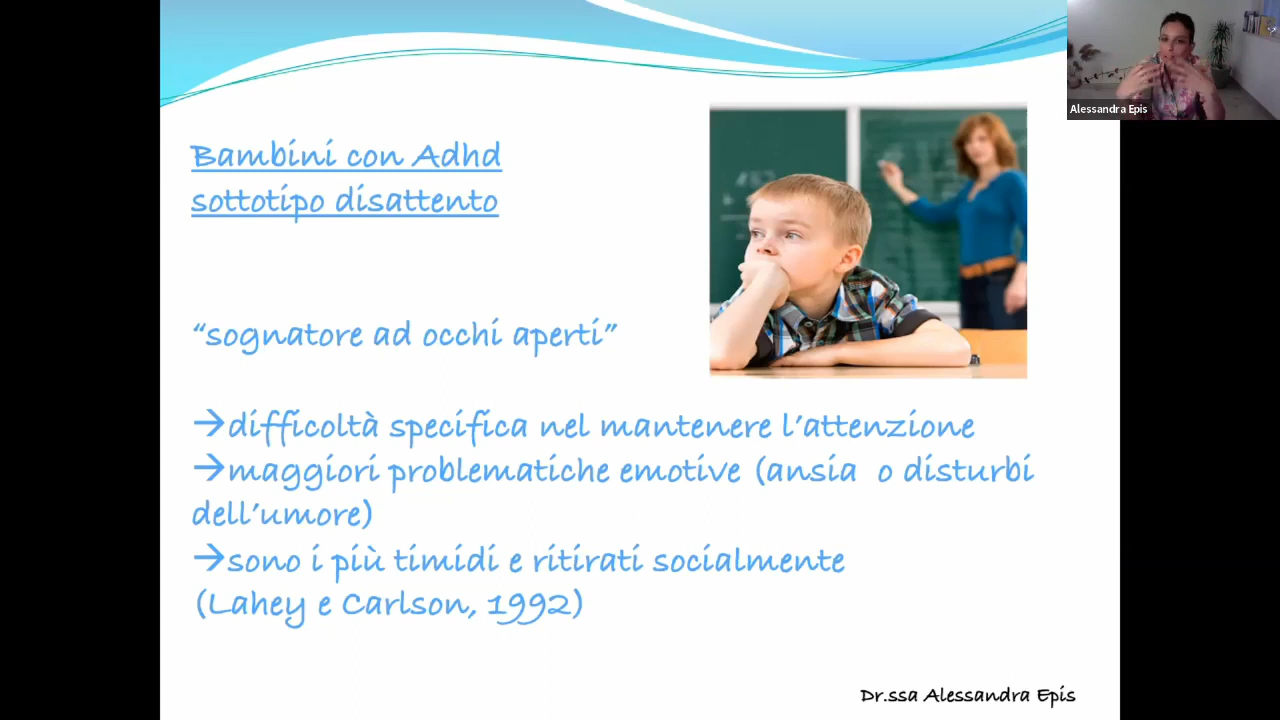 Alessandra Epis
Bambini con Adhd
sottotipo disattento
“sognatore ad occhi aperti”
→difficoltà specifica nel mantenere l’attenzione
→maggiori problematiche emotive (ansia o disturbi
dell’umore)
→sono i più timidi e ritirati socialmente
(Lahey e Carlson, 1992)
Dr.ssa Alessandra Epis